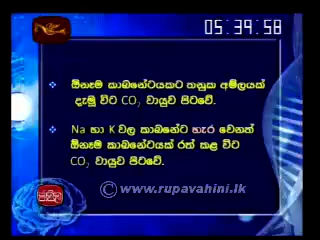 05:39:58
ඕනෑම කාබනේටයකට තනුක අම්ලයක්
දැමූ විට CO₂ වායුව පිටවේ.
Na හා K වල කාබනේට හැර වෙනත්
ඕනෑම කාබනේටයක් රත් කළ විට
CO₂ වායුව පිටවේ.
©www.rupavahini.lk